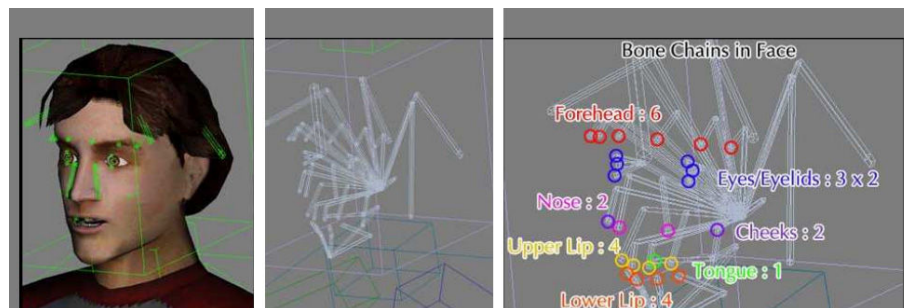 Bone Chains in Face
Forehead : 6
Eyes/Eyelids : 3 x 2
Nose : 2
Cheeks : 2
Upper Lip : 4
Tongue : 1
Lower Lip : 4